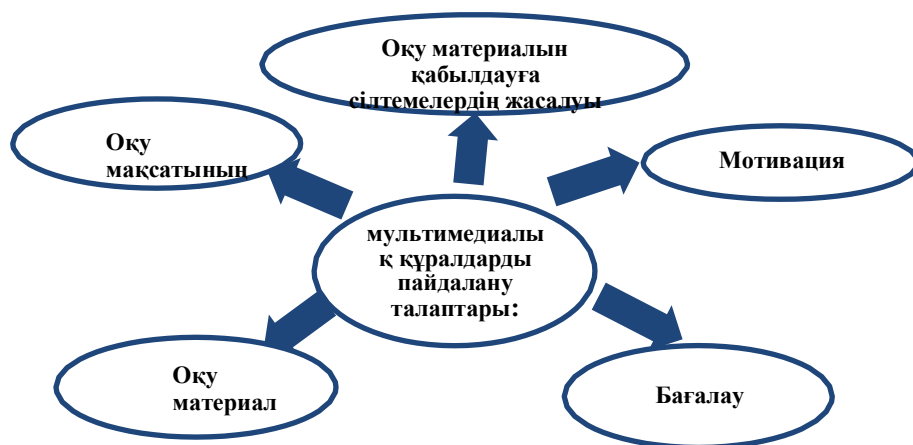 Оқу материалын
қабылдауға
сілтемелердің жасалуы
Оқу
мақсатының
Мотивация
мультимедиалы
қ құралдарды
пайдалану
талаптары:
Оқу
материал
Бағалау